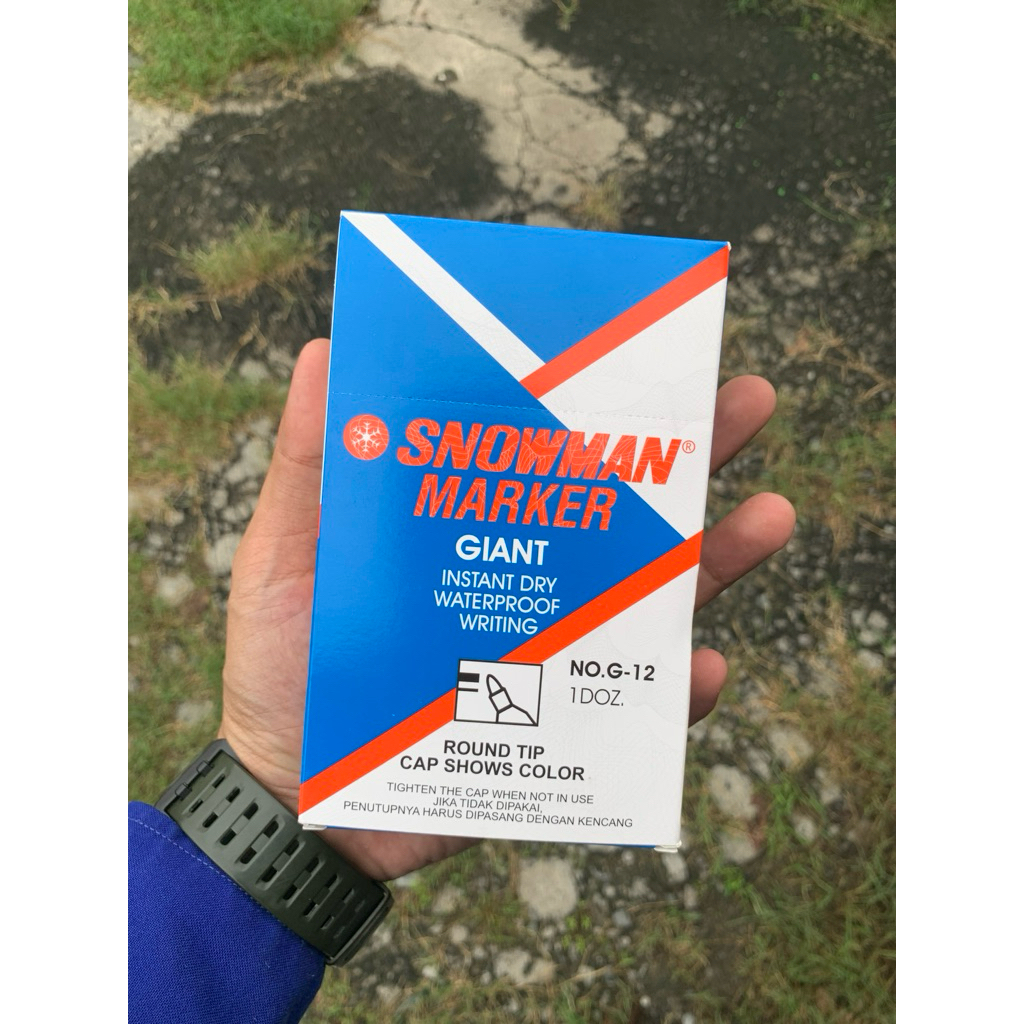 SNOWMAN®
MARKER
GIANT
INSTANT DRY
WATERPROOF
WRITING
NO.G-12
1DOZ.
ROUND TIP
CAP SHOWS COLOR
TIGHTEN THE CAP WHEN NOT IN USE
JIKA TIDAK DIPAKAI,
PENUTUPNYA HARUS DIPASANG DENGAN KENCANG